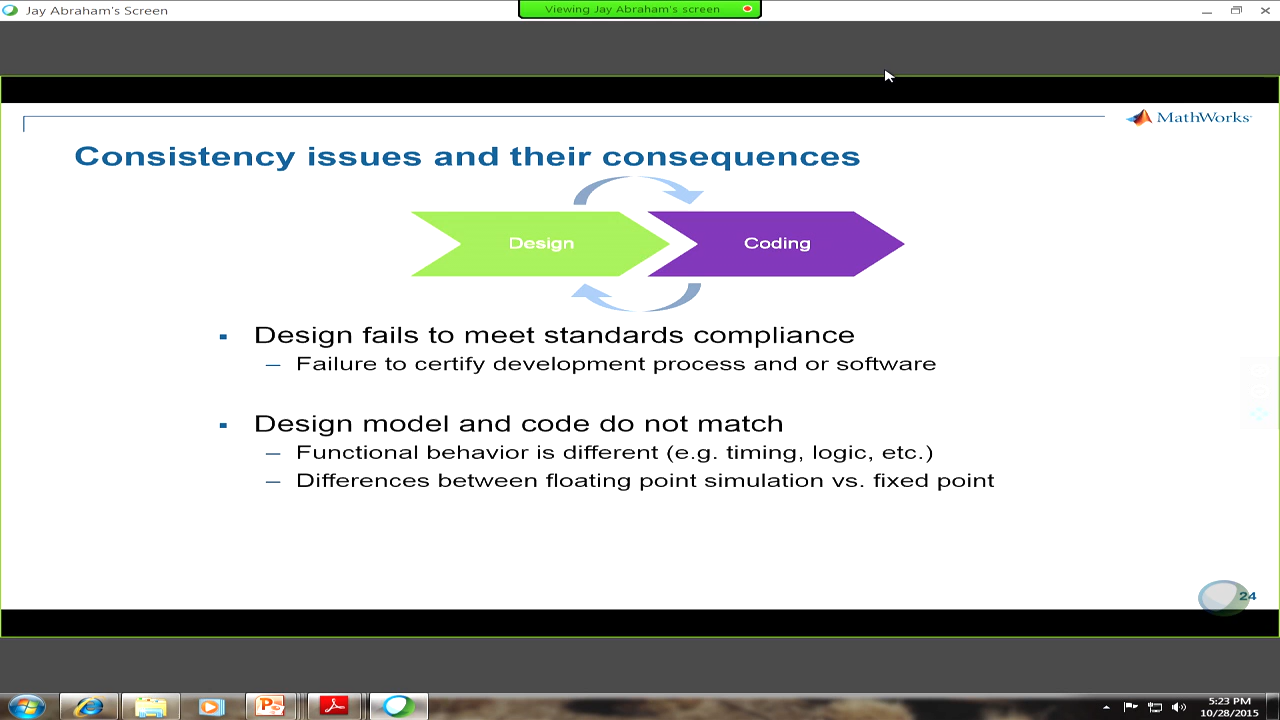 Jay Abraham's Screen
Viewing Jay Abraham's screen
MathWorks
Consistency issues and their consequences
Design
Coding
▪ Design fails to meet standards compliance
– Failure to certify development process and or software
▪ Design model and code do not match
– Functional behavior is different (e.g. timing, logic, etc.)
– Differences between floating point simulation vs. fixed point
24
5:23 PM
10/28/2015